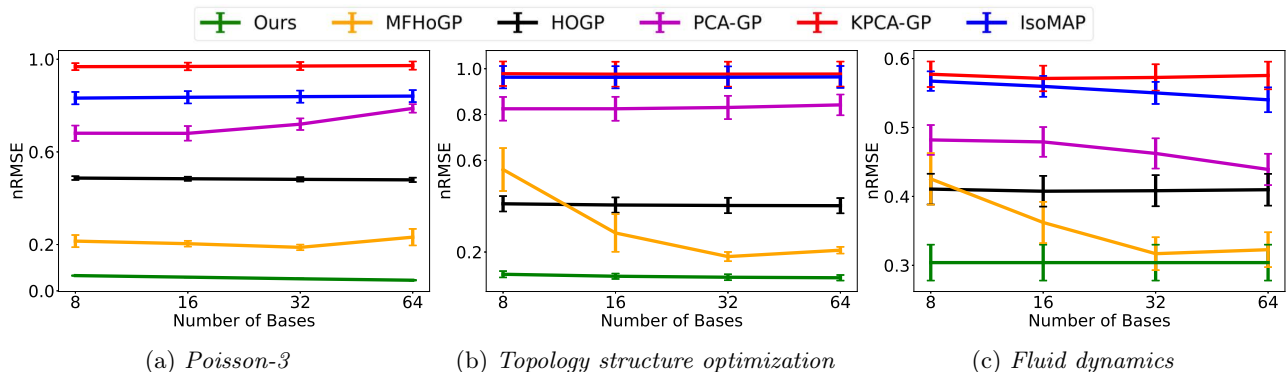 Ours MFHoGP HOGP PCA-GP KPCA-GP IsoMAP
nRMSE
1.0
0.6
0.2
0.0
8 16 32 64
Number of Bases
(a) Poisson-3
nRMSE
1.0
0.8
0.6
0.2
8 16 32 64
Number of Bases
(b) Topology structure optimization
nRMSE
0.6
0.5
0.4
0.3
8 16 32 64
Number of Bases
(c) Fluid dynamics